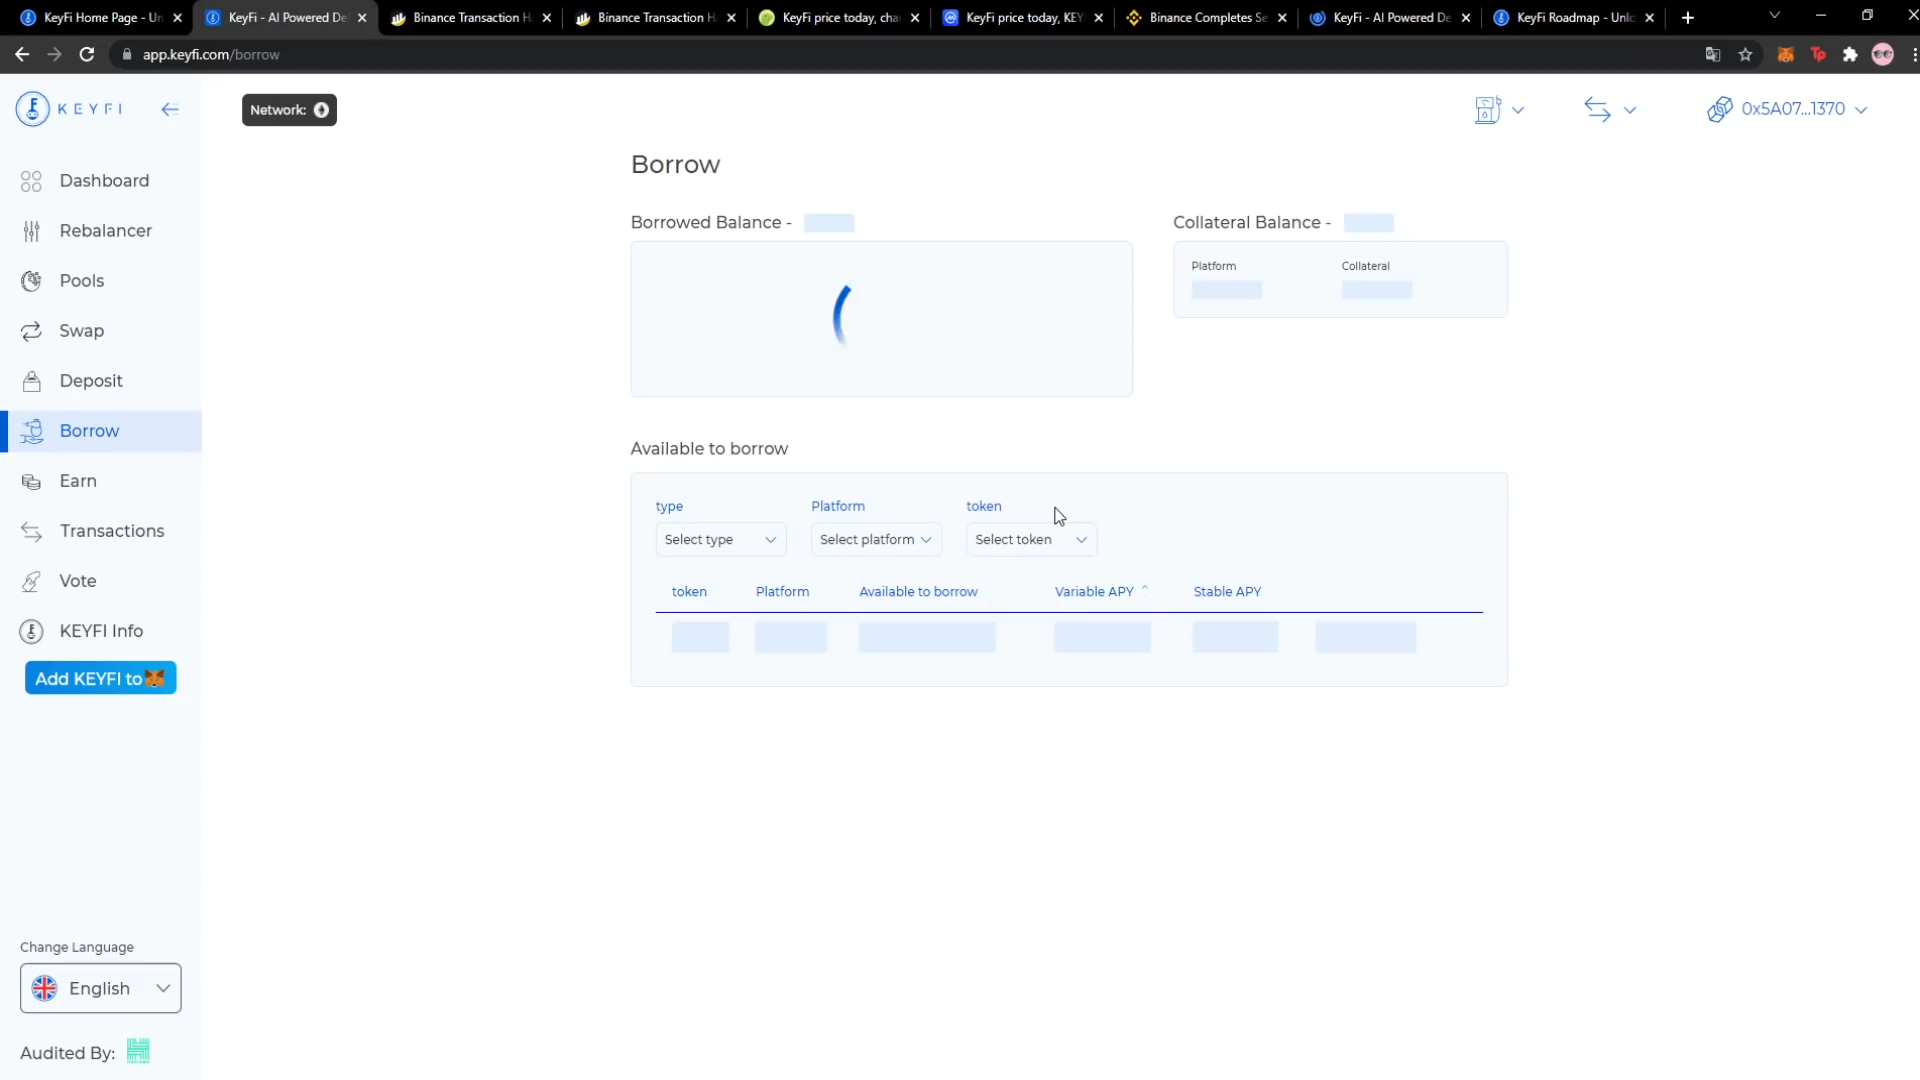 KeyFi Home Page - Un
KeyFi - AI Powered De
Binance Transaction H
Binance Transaction H
KeyFi price today, cha
KeyFi price today, KEY
Binance Completes Se
KeyFi - AI Powered De
KeyFi Roadmap - Unlo
app.keyfi.com/borrow
KEYFI
Network:
0x5A07...1370
Dashboard
Rebalancer
Pools
Swap
Deposit
Borrow
Earn
Transactions
Vote
KEYFI Info
Add KEYFI to
Change Language
English
Audited By:
Borrow
Borrowed Balance -
Collateral Balance -
Platform Collateral
Available to borrow
type Platform token
Select type Select platform Select token
token Platform Available to borrow Variable APY Stable APY